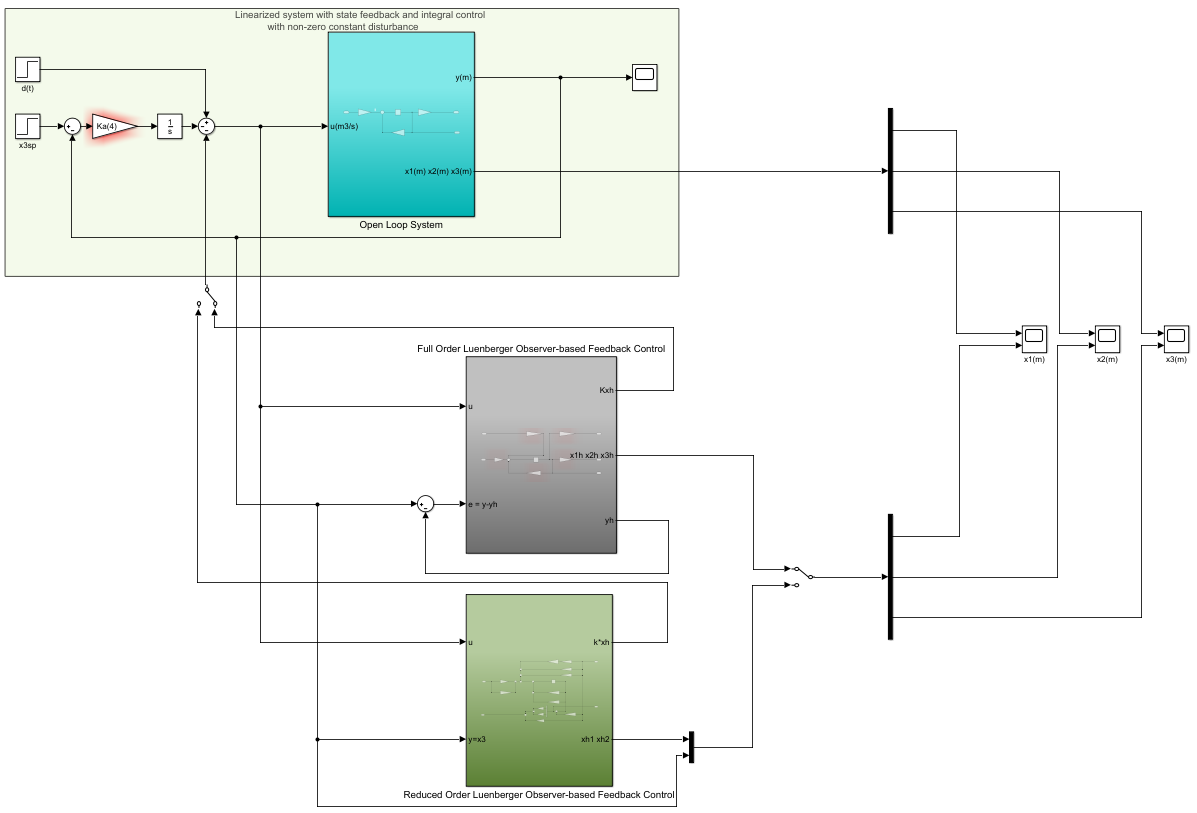 Linearized system with state feedback and integral control
with non-zero constant disturbance
d(t)
x3sp
Ka(4)
1
s
u(m3/s)
y(m)
x1(m) x2(m) x3(m)
Open Loop System
x1(m)
x2(m)
x3(m)
Full Order Luenberger Observer-based Feedback Control
Kxh
u
x1h x2h x3h
e = y-yh
yh
k*xh
u
y=x3
xh1 xh2
Reduced Order Luenberger Observer-based Feedback Control